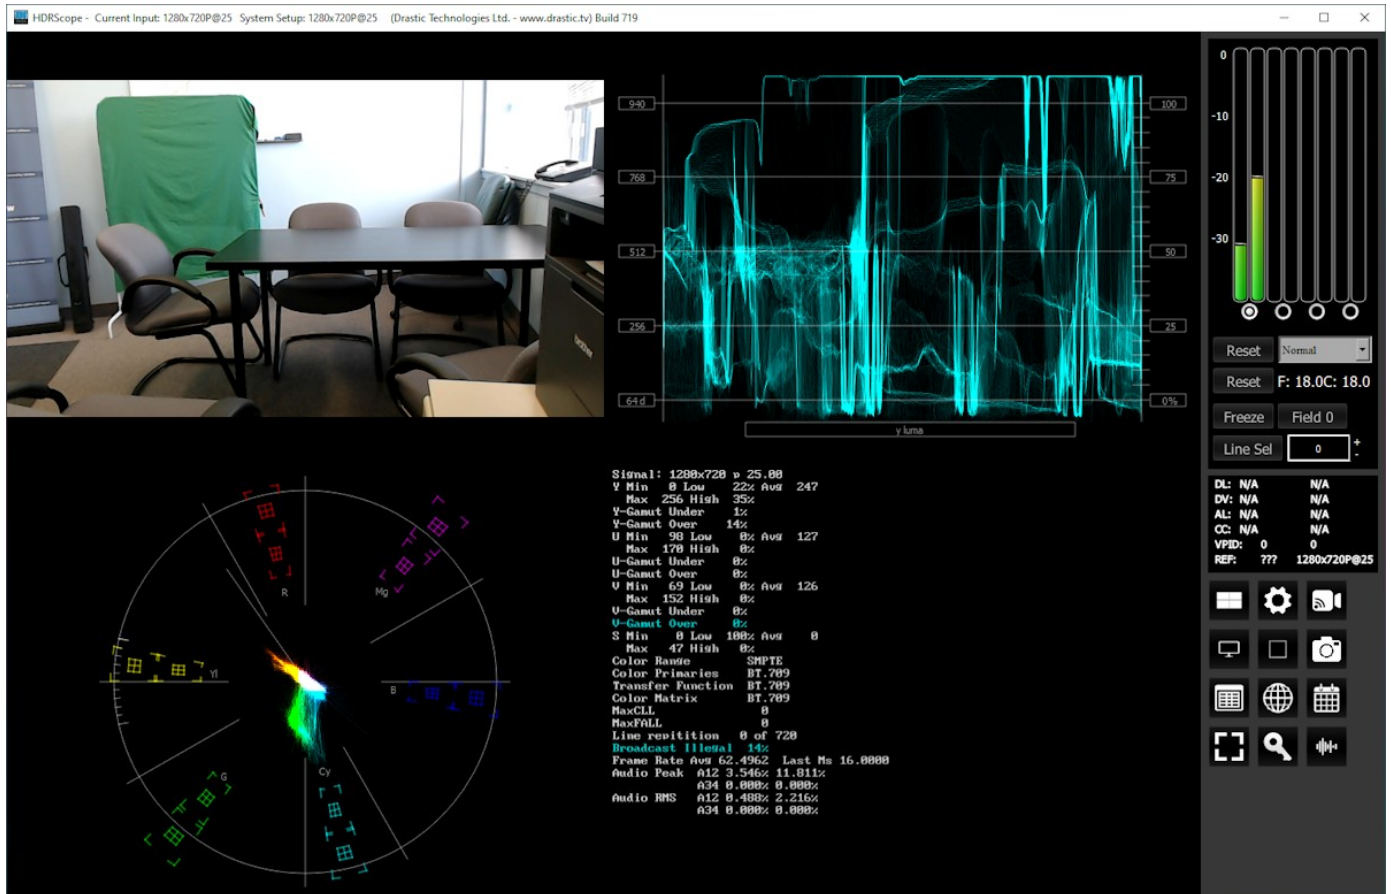 HDRScope - Current Input: 1280x720P@25 System Setup: 1280x720P@25 (Drastic Technologies Ltd. - www.drastic.tv) Build 719
940
768
512
256
64 d
100
75
50
25
0%
y luma
0
-10
-20
-30
Reset Normal
Reset F: 18.0C: 18.0
Freeze Field 0
Line Sel 0 + -
DL: N/A N/A
DV: N/A N/A
AL: N/A N/A
CC: N/A N/A
VPID: 0 0
REF: ??? 1280x720P@25
brother
R
Mg
Yl
B
G
Cy
Signal: 1280x720 p 25.00
Y Min 0 Low 22% Avg 247
Max 256 High 35%
Y-Gamut Under 1%
Y-Gamut Over 14%
U Min 98 Low 0% Avg 127
Max 170 High 0%
U-Gamut Under 0%
U-Gamut Over 0%
V Min 69 Low 0% Avg 126
Max 152 High 0%
V-Gamut Under 0%
V-Gamut Over 0%
S Min 0 Low 100% Avg 0
Max 47 High 0%
Color Range SMPTE
Color Primaries BT.709
Transfer Function BT.709
Color Matrix BT.709
MaxCLL 0
MaxFALL 0
Line repitition 0 of 720
Broadcast Illegal 14%
Frame Rate Avg 62.4962 Last Ms 16.0000
Audio Peak A12 3.546% 11.811%
A34 0.000% 0.000%
Audio RMS A12 0.488% 2.216%
A34 0.000% 0.000%